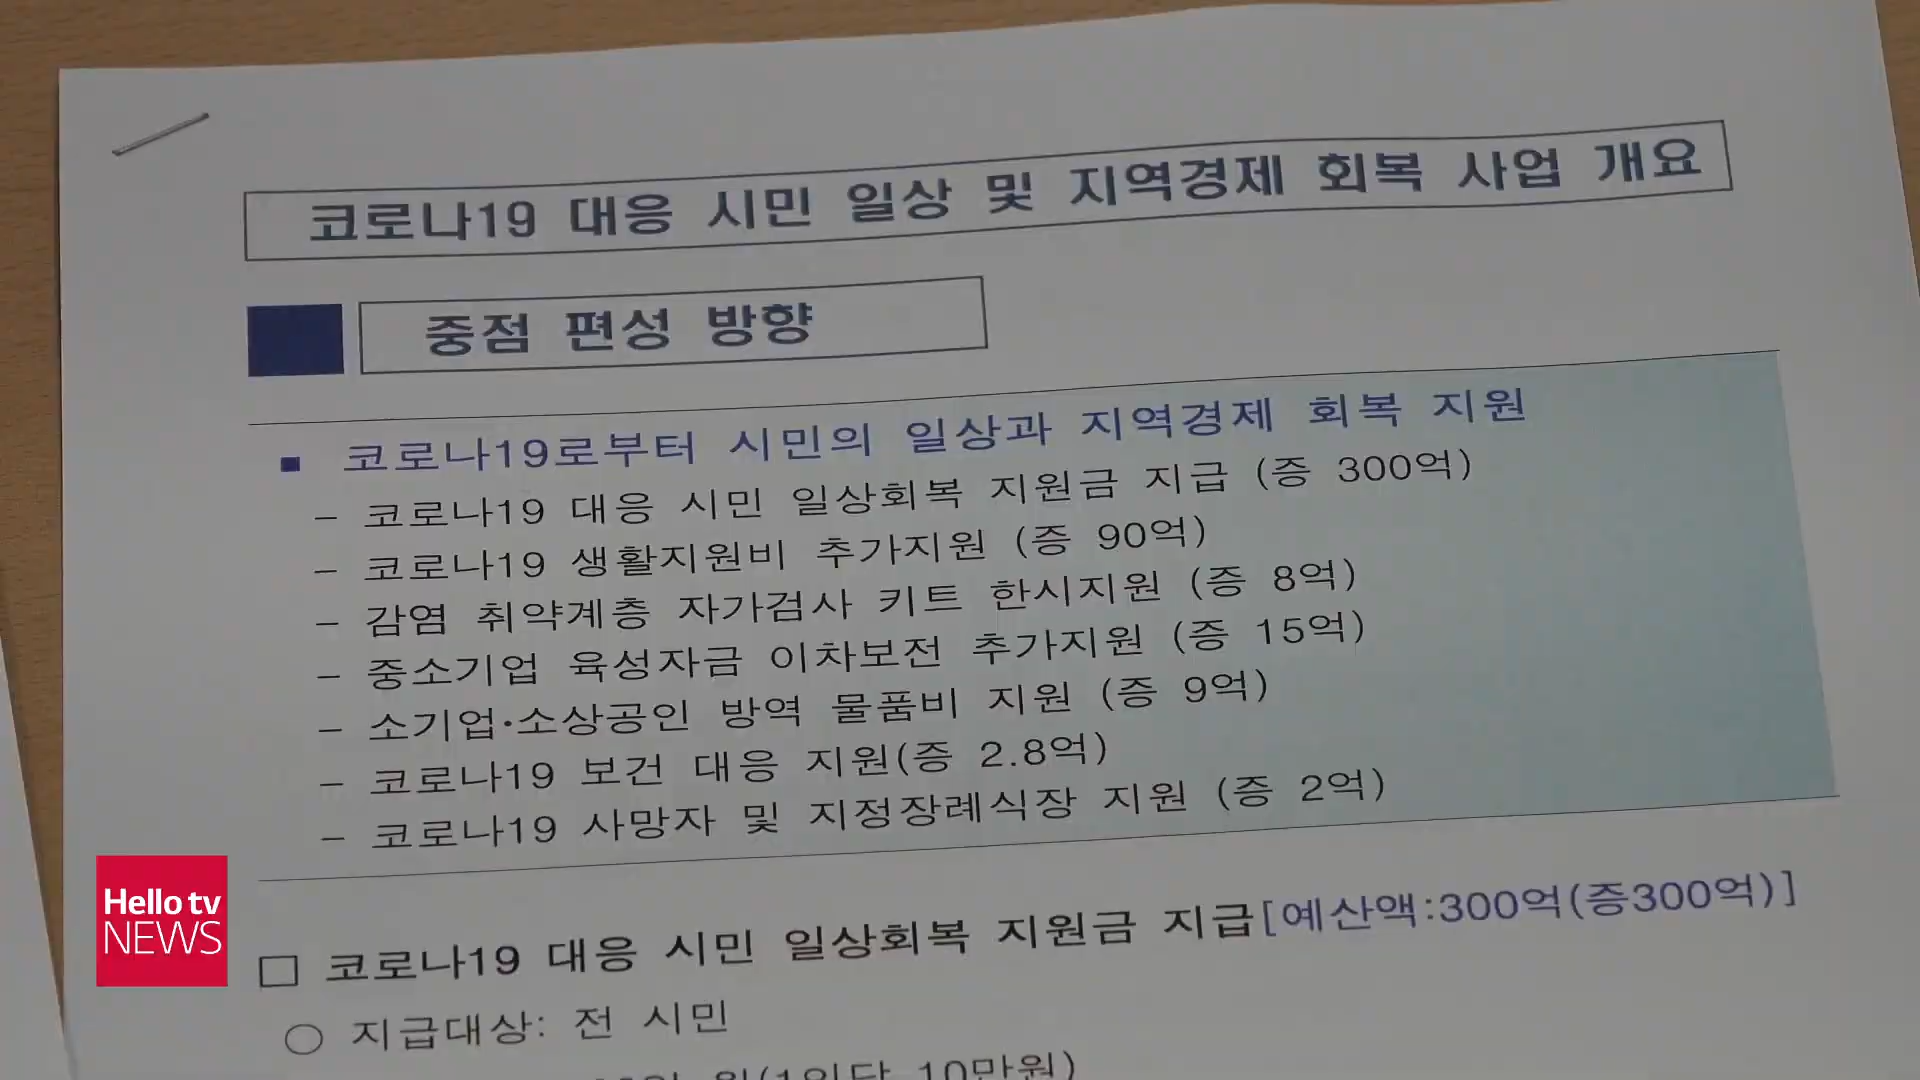 코로나19 대응 시민 일상 및 지역경제 회복 사업 개요
중점 편성 방향
▪ 코로나19로부터 시민의 일상과 지역경제 회복 지원
- 코로나19 대응 시민 일상회복 지원금 지급 (증 300억)
- 코로나19 생활지원비 추가지원 (증 90억)
- 감염 취약계층 자가검사 키트 한시지원 (증 8억)
- 중소기업 육성자금 이차보전 추가지원 (증 15억)
- 소기업·소상공인 방역 물품비 지원 (증 9억)
- 코로나19 보건 대응 지원(증 2.8억)
- 코로나19 사망자 및 지정장례식장 지원 (증 2억)
□ 코로나19 대응 시민 일상회복 지원금 지급[예산액:300억(증300억)]
○ 지급대상: 전 시민
원(1인당 10만원)
Hello tv
NEWS